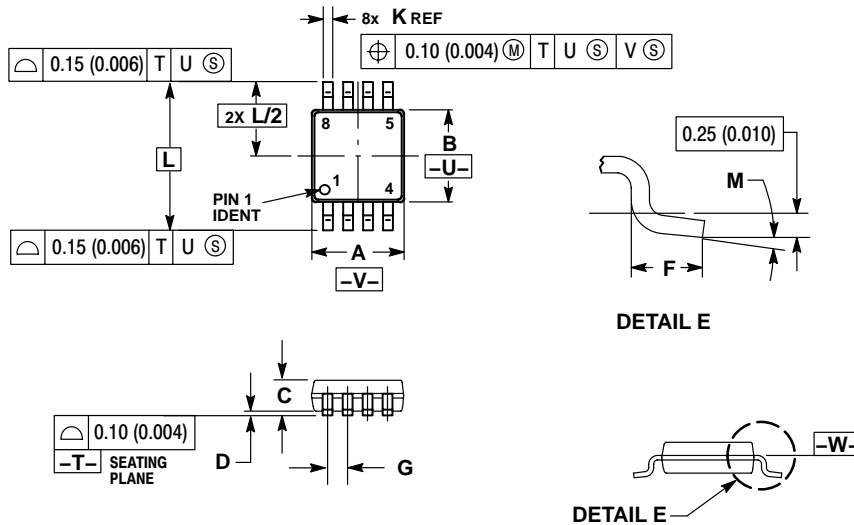 8x K REF
⌖ 0.10 (0.004) Ⓜ T U Ⓢ V Ⓢ
⌓ 0.15 (0.006) T U Ⓢ
2X L/2
L
8 5
B
–U–
1
4
PIN 1
IDENT
⌓ 0.15 (0.006) T U Ⓢ
A
–V–
0.25 (0.010)
M
F
DETAIL E
C
⌓ 0.10 (0.004)
–T– SEATING
PLANE
D
G
–W–
DETAIL E